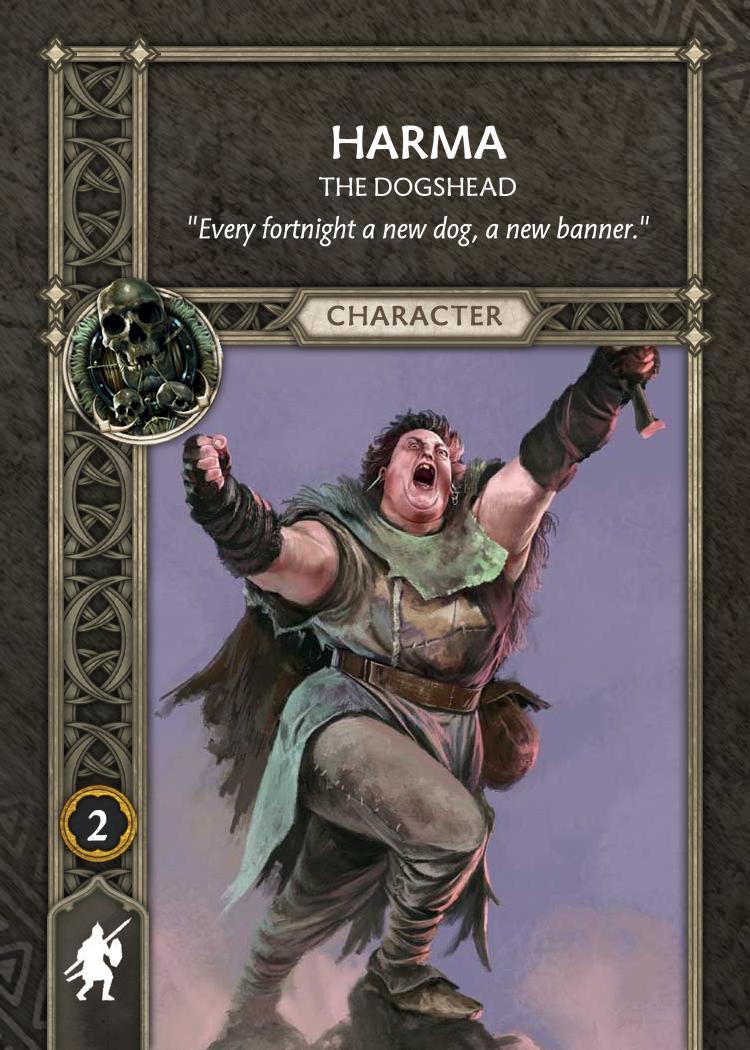 HARMA
THE DOGSHEAD
"Every fortnight a new dog, a new banner."
CHARACTER
2